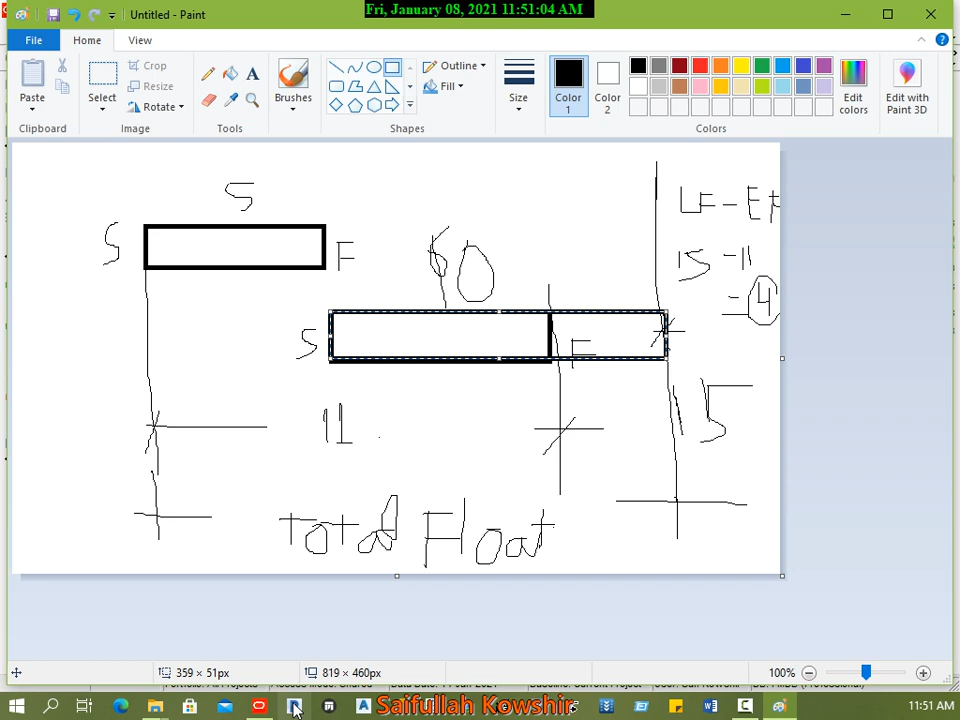 Fri, January 08, 2021 11:51:04 AM
Untitled - Paint
File
Home
View
Paste
Clipboard
Select
Crop
Resize
Rotate
Image
Tools
Brushes
Shapes
Outline
Fill
Size
Color 1
Color 2
Colors
Edit colors
Edit with Paint 3D
S
S
F
LF - EF
15 - 11
= 4
S
F
11
15
Total Float
359 × 51px
819 × 460px
100%
Saifullah Kowshir
11:51 AM